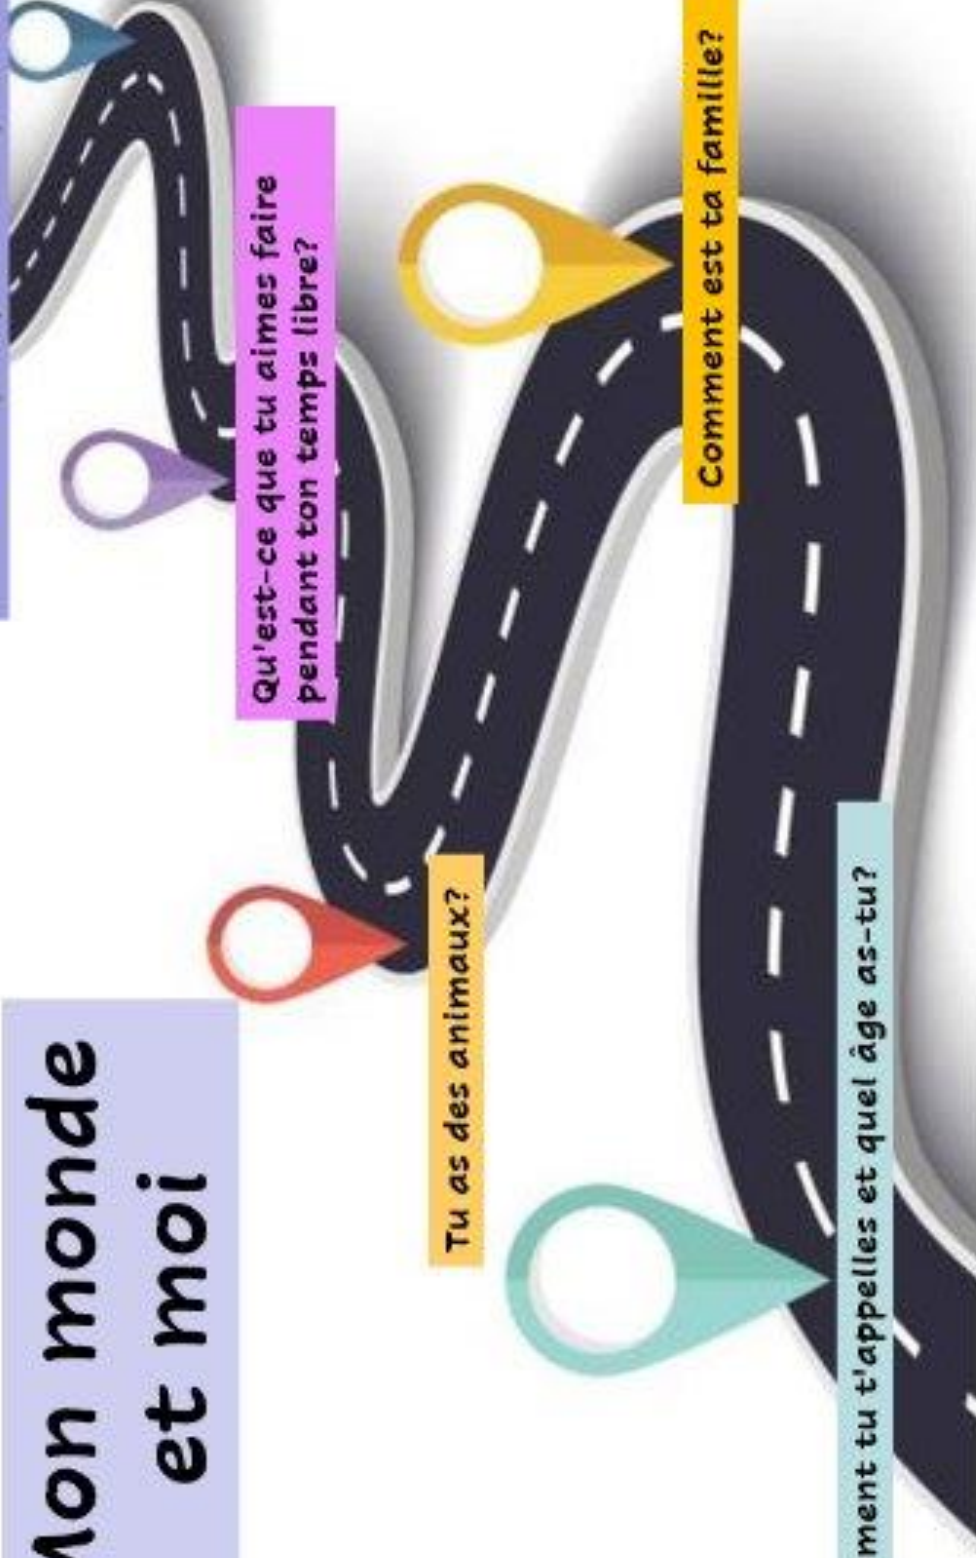 Mon monde
et moi
Qu'est-ce que tu aimes faire
pendant ton temps libre?
Comment est ta famille?
Tu as des animaux?
ment tu t'appelles et quel âge as-tu?